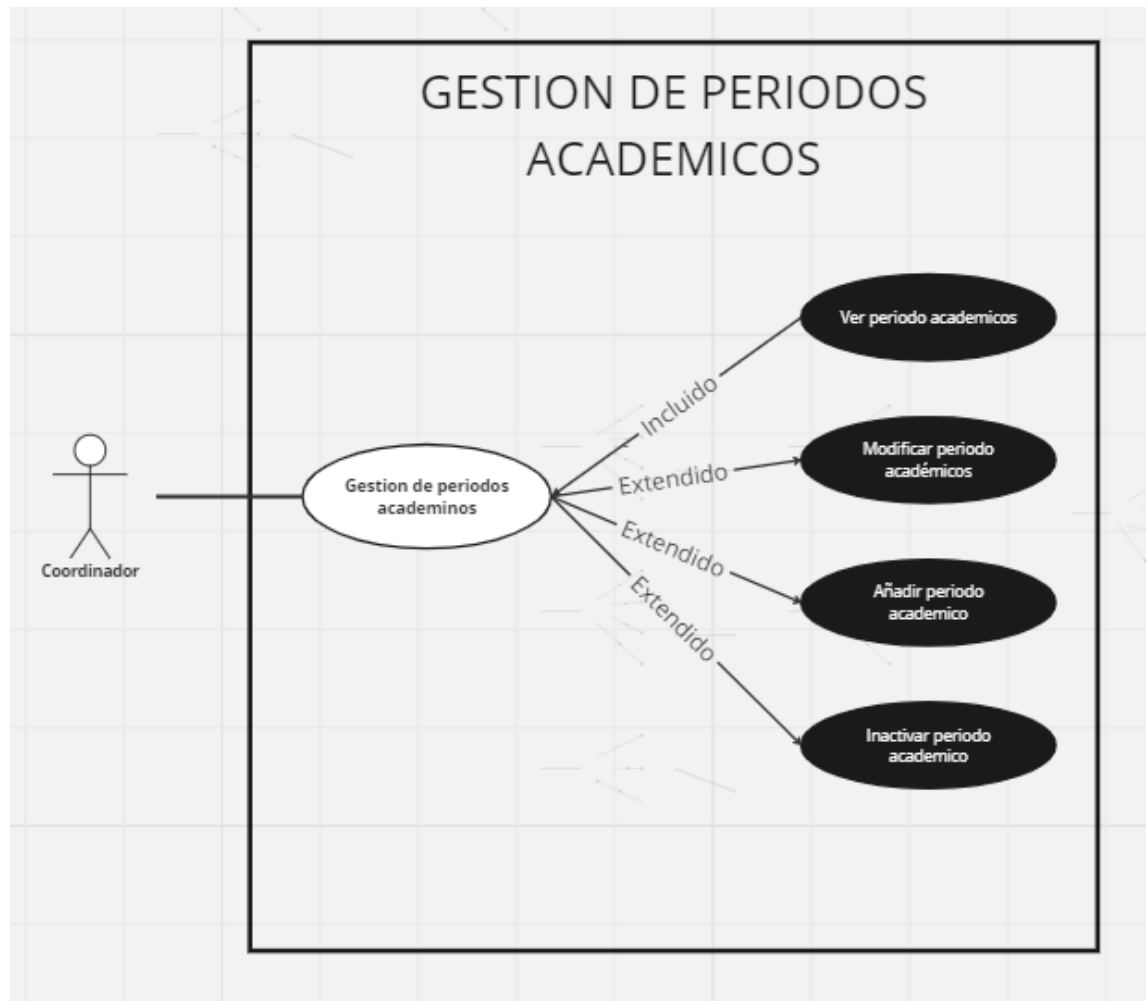 GESTION DE PERIODOS
ACADEMICOS
Ver periodo academicos
Incluido
Modificar periodo
académicos
Extendido
Gestion de periodos
academinos
Extendido
Añadir periodo
academico
Coordinador
Extendido
Inactivar periodo
academico